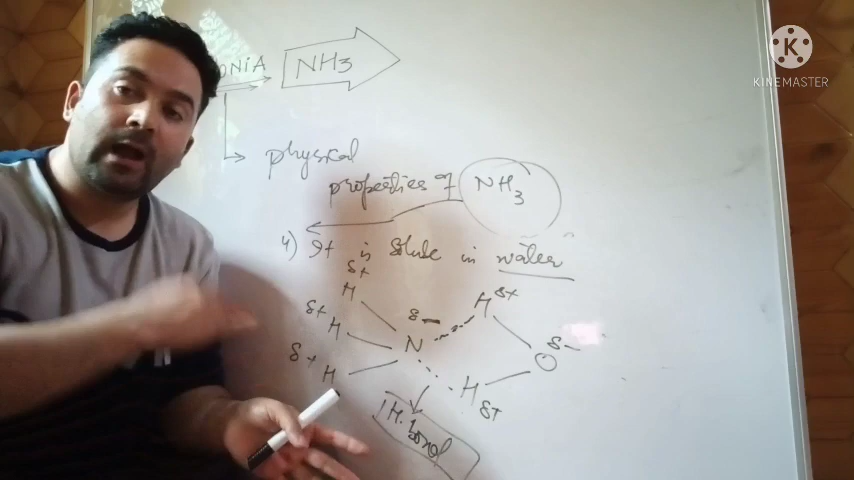 ONIA NH3
K
KINEMASTER
physical
properties of NH3
4) It is Solule in water
δ+
H δ+
H
δ+ H δ-
N δ-
O
δ+ H H
δ+
H. bond